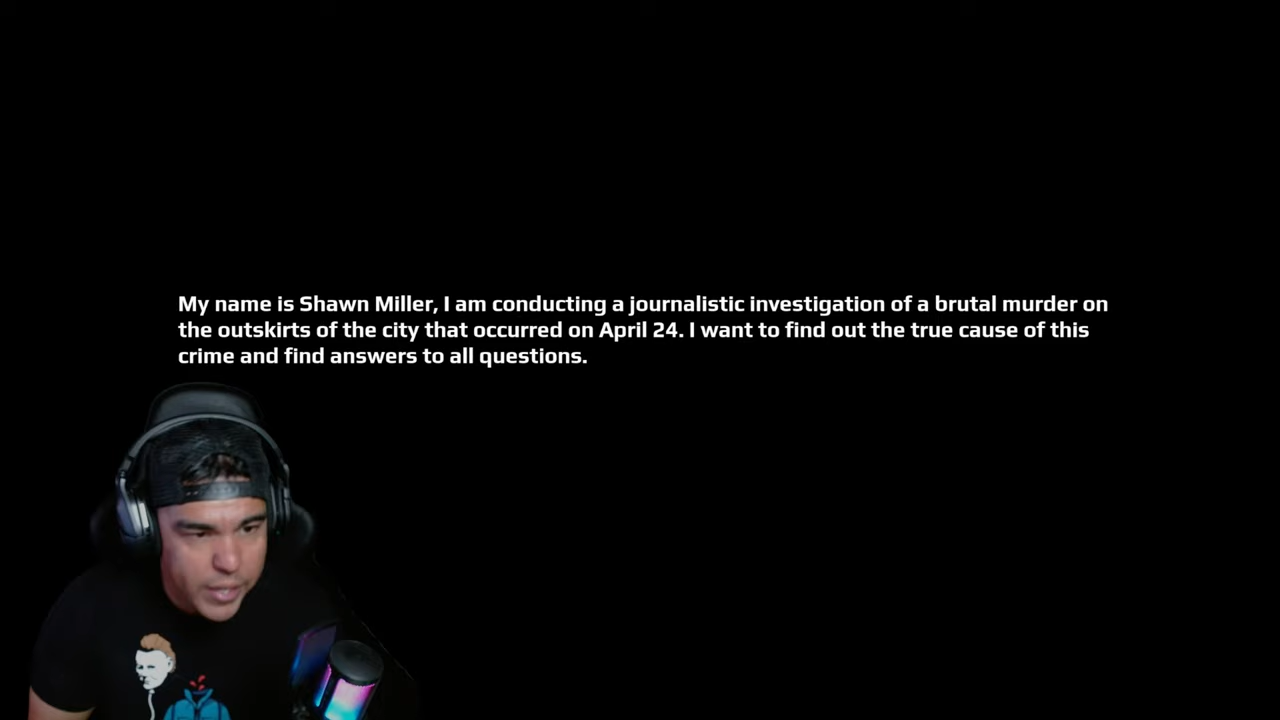 My name is Shawn Miller, I am conducting a journalistic investigation of a brutal murder on
the outskirts of the city that occurred on April 24. I want to find out the true cause of this
crime and find answers to all questions.